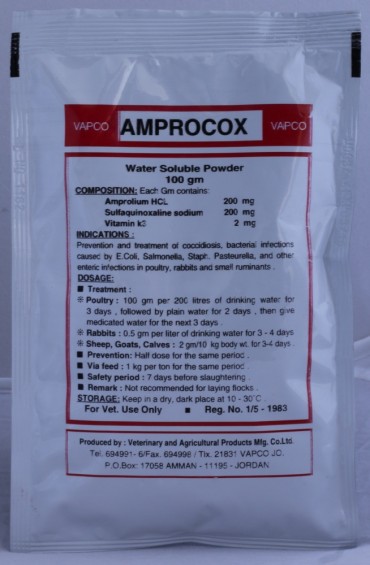 VAPCO AMPROCOX VAPCO
Water Soluble Powder
100 gm
COMPOSITION: Each Gm contains:
Amprolium HCL 200 mg
Sulfaquinoxaline sodium 200 mg
Vitamin k3 2 mg
INDICATIONS :
Prevention and treatment of coccidiosis, bacterial infections
caused by E.Coli, Salmonella, Staph. Pasteurella, and other
enteric infections in poultry, rabbits and small ruminants .
DOSAGE:
■ Treatment :
❉ Poultry : 100 gm per 200 litres of drinking water for
3 days , followed by plain water for 2 days , then give
medicated water for the next 3 days .
❉ Rabbits : 0.5 gm per liter of drinking water for 3 - 4 days
❉ Sheep, Goats, Calves : 2 gm/10 kg body wt. for 3-4 days .
■ Prevention: Half dose for the same period .
■ Via feed : 1 kg per ton for the same period .
■ Safety period : 7 days before slaughtering
■ Remark : Not recommended for laying flocks .
STORAGE: Keep in a dry, dark place at 10 - 30°C .
For Vet. Use Only ■ Reg. No. 1/5 - 1983
Produced by : Veterinary and Agricultural Products Mfg. Co.Ltd.
Tel. 694991- 6/Fax. 694998 / Tlx. 21831 VAPCO JO.
P.O.Box: 17058 AMMAN - 11195 - JORDAN